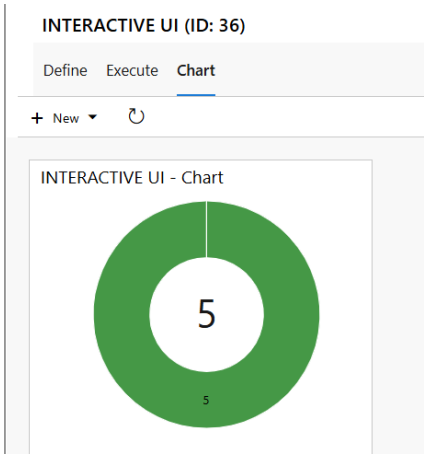 INTERACTIVE UI (ID: 36)
Define Execute Chart
+ New
INTERACTIVE UI - Chart
5
5